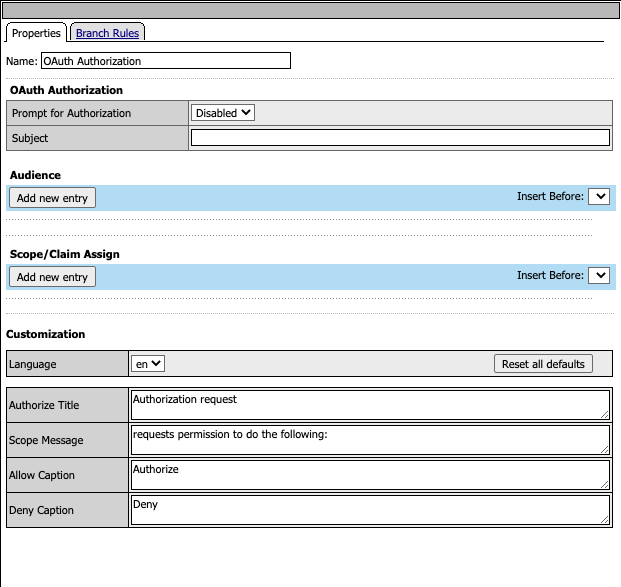 Properties Branch Rules
Name: OAuth Authorization
OAuth Authorization
Prompt for Authorization Disabled
Subject
Audience
Add new entry Insert Before:
Scope/Claim Assign
Add new entry Insert Before:
Customization
Language en Reset all defaults
Authorize Title Authorization request
Scope Message requests permission to do the following:
Allow Caption Authorize
Deny Caption Deny